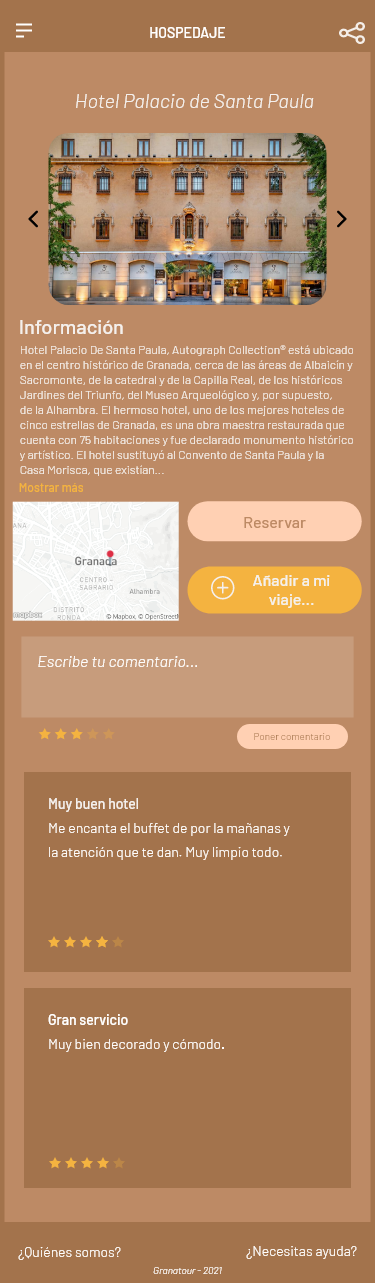 HOSPEDAJE
Hotel Palacio de Santa Paula
Información
Hotel Palacio De Santa Paula, Autograph Collection® está ubicado
en el centro histórico de Granada, cerca de las áreas de Albaicín y
Sacromonte, de la catedral y de la Capilla Real, de los históricos
Jardines del Triunfo, del Museo Arqueológico y, por supuesto,
de la Alhambra. El hermoso hotel, uno de los mejores hoteles de
cinco estrellas de Granada, es una obra maestra restaurada que
cuenta con 75 habitaciones y fue declarado monumento histórico
y artístico. El hotel sustituyó al Convento de Santa Paula y la
Casa Morisca, que existían...
Mostrar más
ANA
Granada
CENTRO -
SAGRARIO
Alhambra
DISTRITO
RONDA
mapbox
© Mapbox, © OpenStreetM
Reservar
Añadir a mi
viaje...
Escribe tu comentario...
Poner comentario
Muy buen hotel
Me encanta el buffet de por la mañanas y
la atención que te dan. Muy limpio todo.
Gran servicio
Muy bien decorado y cómodo.
¿Quiénes somos?
¿Necesitas ayuda?
Granatour - 2021